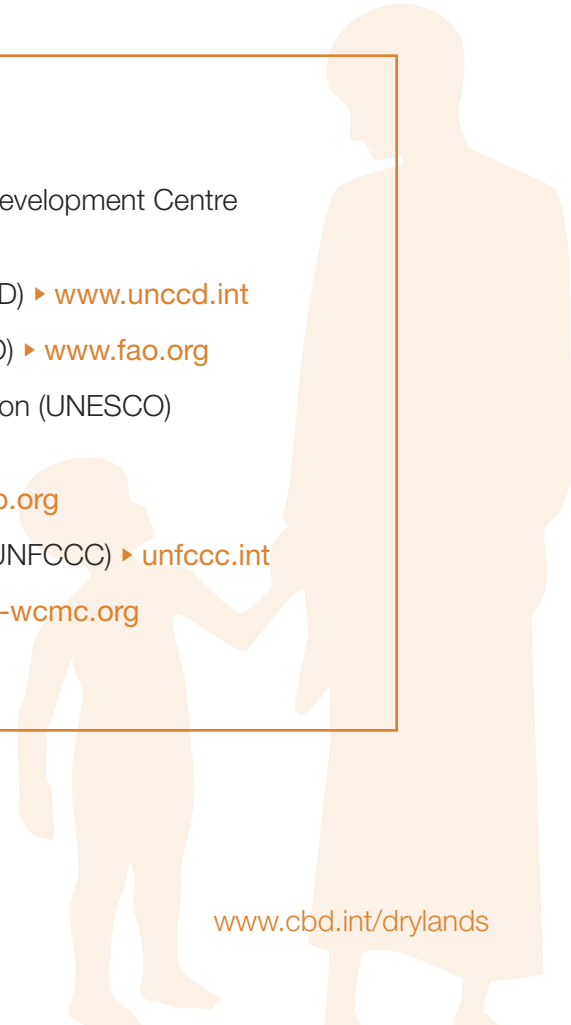 evelopment Centre
D) ▸ www.unccd.int
O) ▸ www.fao.org
on (UNESCO)
o.org
UNFCCC) ▸ unfccc.int
-wcmc.org
www.cbd.int/drylands